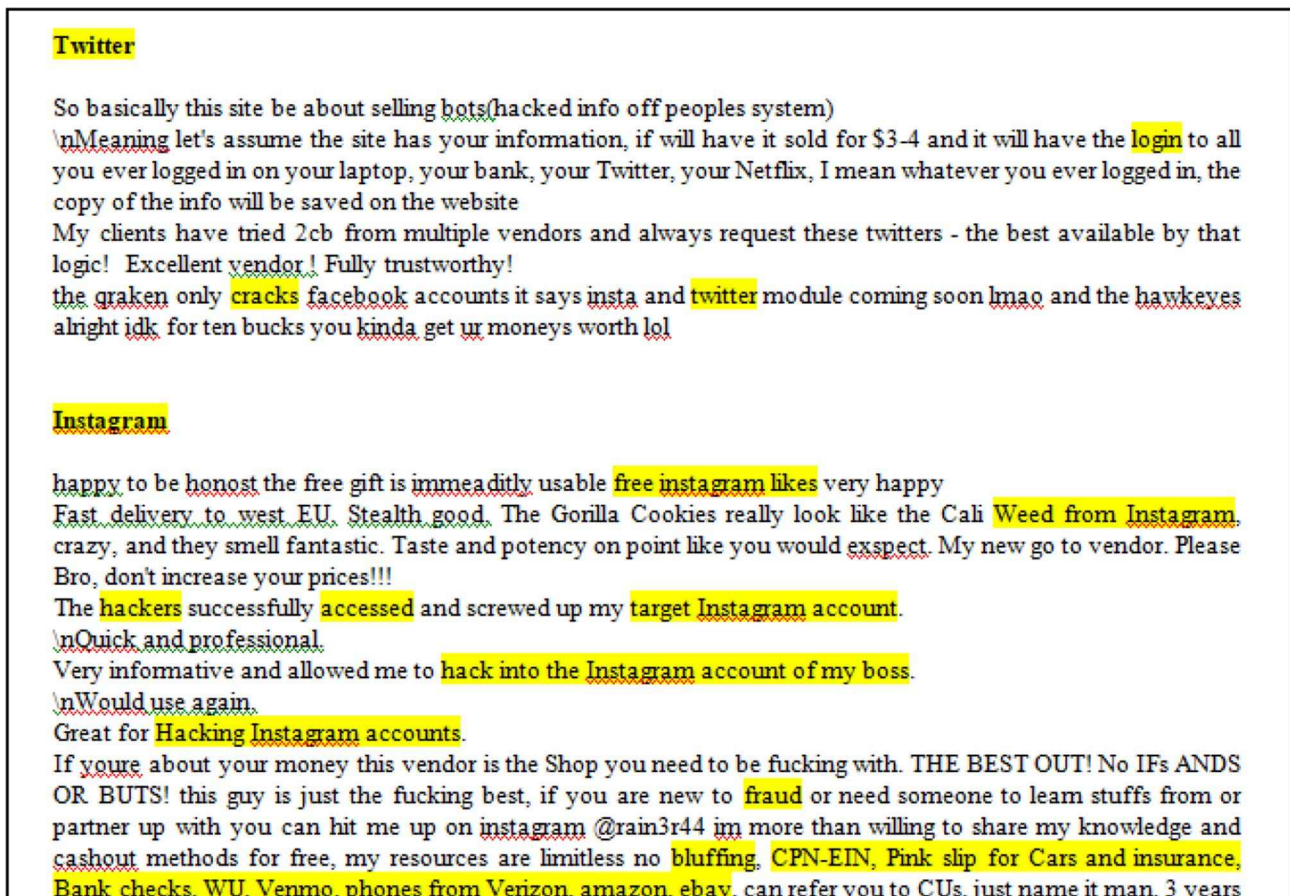 Twitter
So basically this site be about selling bots(hacked info off peoples system)
\nMeaning let's assume the site has your information, if will have it sold for $3-4 and it will have the login to all
you ever logged in on your laptop, your bank, your Twitter, your Netflix, I mean whatever you ever logged in, the
copy of the info will be saved on the website
My clients have tried 2cb from multiple vendors and always request these twitters - the best available by that
logic!  Excellent vendor ! Fully trustworthy!
the qraken only cracks facebook accounts it says insta and twitter module coming soon lmao and the hawkeyes
alright idk for ten bucks you kinda get ur moneys worth lol
Instagram
happy to be honost the free gift is immeaditly usable free instagram likes very happy
Fast delivery to west EU. Stealth good. The Gorilla Cookies really look like the Cali Weed from Instagram,
crazy, and they smell fantastic. Taste and potency on point like you would exspect. My new go to vendor. Please
Bro, don't increase your prices!!!
The hackers successfully accessed and screwed up my target Instagram account.
\nQuick and professional.
Very informative and allowed me to hack into the Instagram account of my boss.
\nWould use again.
Great for Hacking Instagram accounts.
If youre about your money this vendor is the Shop you need to be fucking with. THE BEST OUT! No IFs ANDS
OR BUTS! this guy is just the fucking best, if you are new to fraud or need someone to learn stuffs from or
partner up with you can hit me up on instagram @rain3r44 im more than willing to share my knowledge and
cashout methods for free, my resources are limitless no bluffing, CPN-EIN, Pink slip for Cars and insurance,
Bank checks, WU, Venmo, phones from Verizon, amazon, ebay, can refer you to CUs, just name it man, 3 years